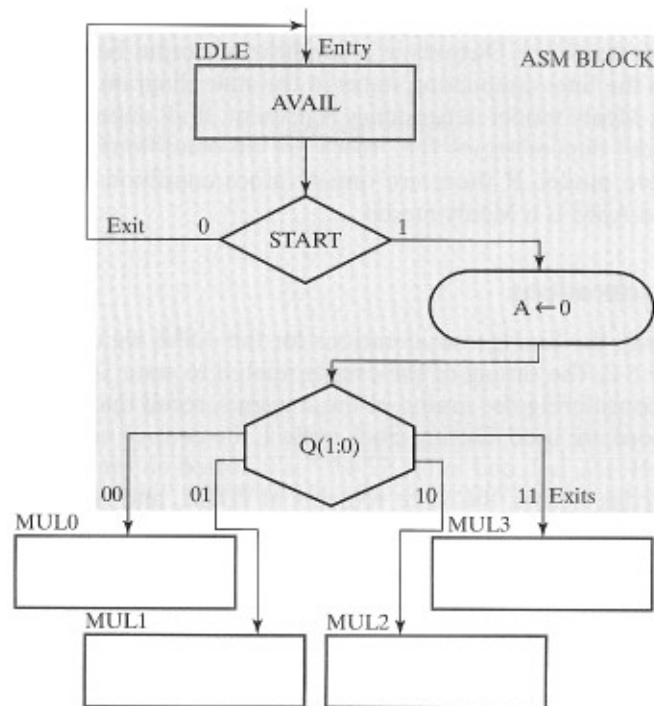 IDLE
Entry
ASM BLOCK
AVAIL
Exit
0
START
1
A ← 0
Q(1:0)
00
01
10
11
Exits
MUL0
MUL3
MUL1
MUL2